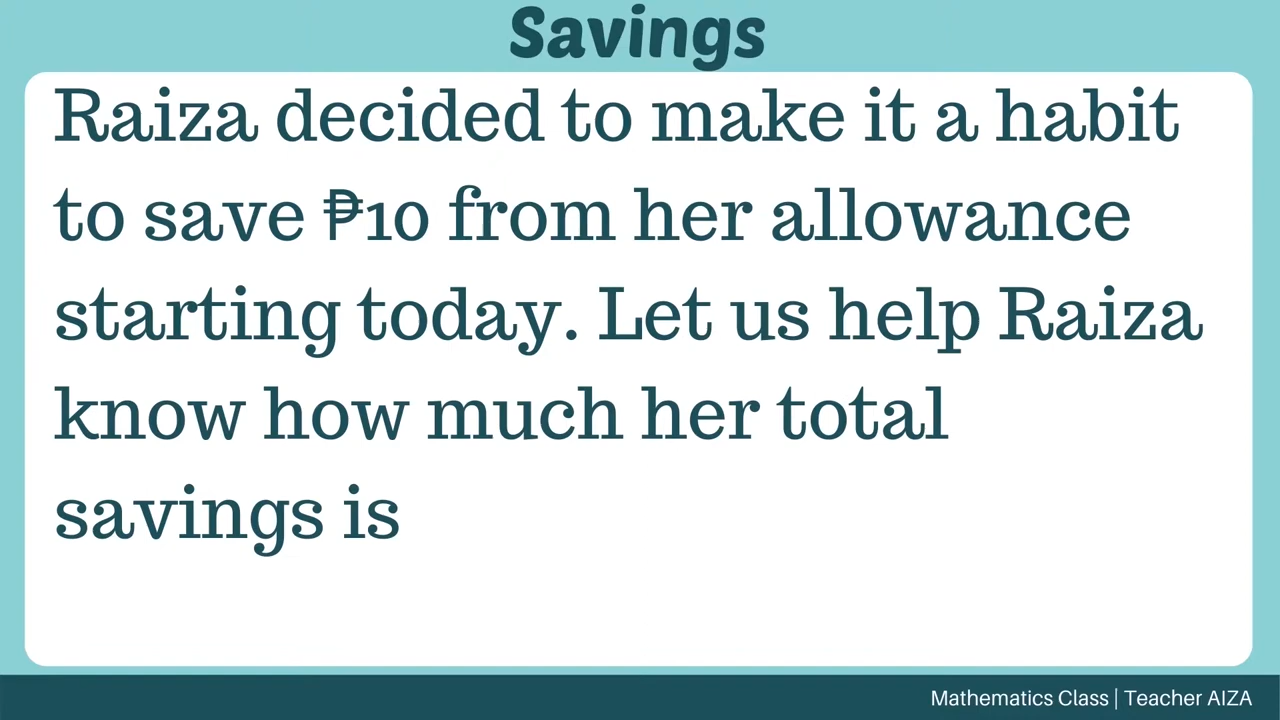 Savings
Raiza decided to make it a habit
to save ₱10 from her allowance
starting today. Let us help Raiza
know how much her total
savings is
Mathematics Class | Teacher AIZA